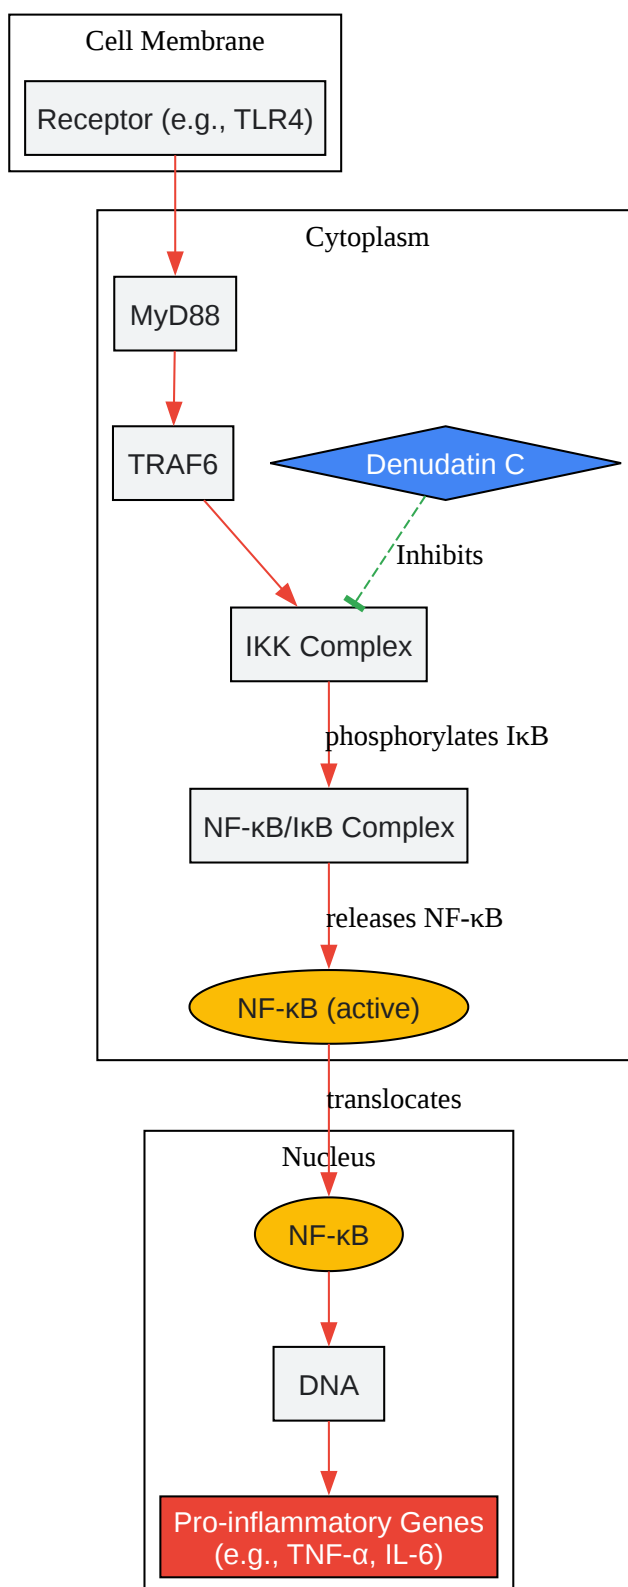 Cell Membrane
Receptor (e.g., TLR4)
Cytoplasm
MyD88
TRAF6
Denudatin C
Inhibits
IKK Complex
phosphorylates IκB
NF-κB/IκB Complex
releases NF-κB
NF-κB (active)
translocates
Nucleus
NF-κB
DNA
Pro-inflammatory Genes
(e.g., TNF-α, IL-6)